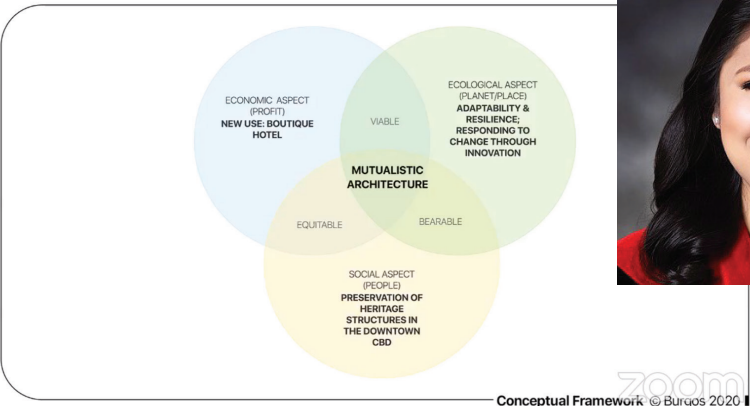 ECONOMIC ASPECT
(PROFIT)
NEW USE: BOUTIQUE
HOTEL
VIABLE
ECOLOGICAL ASPECT
(PLANET/PLACE)
ADAPTABILITY &
RESILIENCE;
RESPONDING TO
CHANGE THROUGH
INNOVATION
MUTUALISTIC
ARCHITECTURE
EQUITABLE
BEARABLE
SOCIAL ASPECT
(PEOPLE)
PRESERVATION OF
HERITAGE
STRUCTURES IN
THE DOWNTOWN
CBD
zoom
Conceptual Framework © Burgos 2020